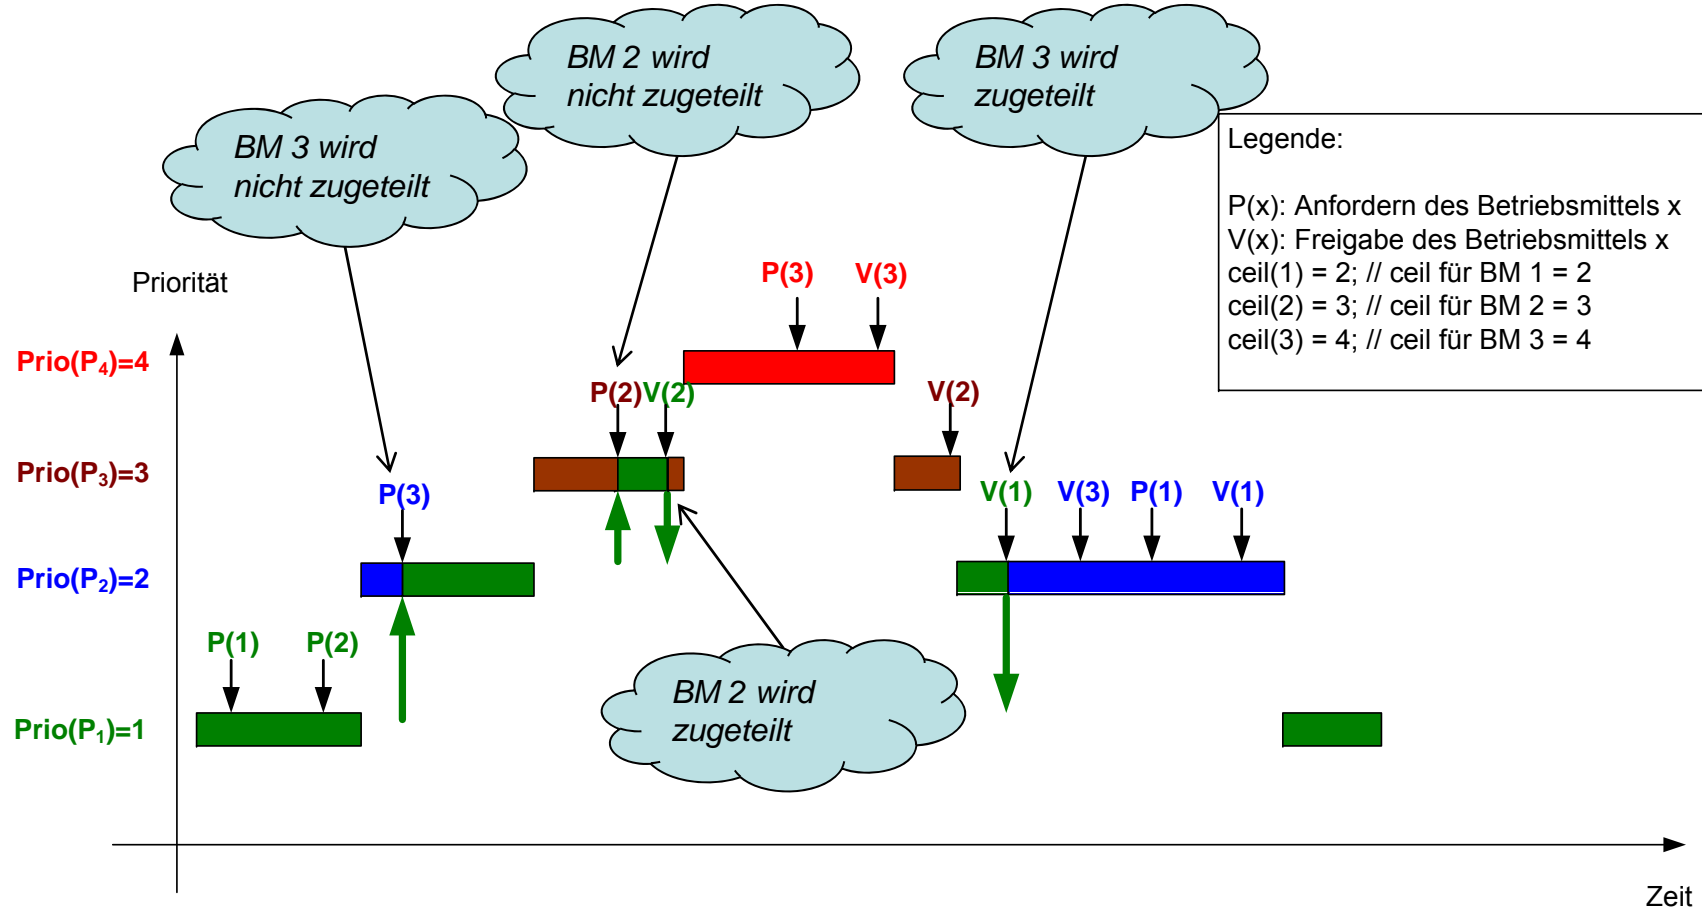 BM 2 wird
nicht zugeteilt
BM 3 wird
zugeteilt
BM 3 wird
nicht zugeteilt
Legende:
P(x): Anfordern des Betriebsmittels x
V(x): Freigabe des Betriebsmittels x
ceil(1) = 2; // ceil für BM 1 = 2
ceil(2) = 3; // ceil für BM 2 = 3
ceil(3) = 4; // ceil für BM 3 = 4
Priorität
P(3) V(3)
Prio(P4)=4
P(2) V(2) V(2)
Prio(P3)=3
P(3) V(1) V(3) P(1) V(1)
Prio(P2)=2
P(1) P(2)
BM 2 wird
zugeteilt
Prio(P1)=1
Zeit